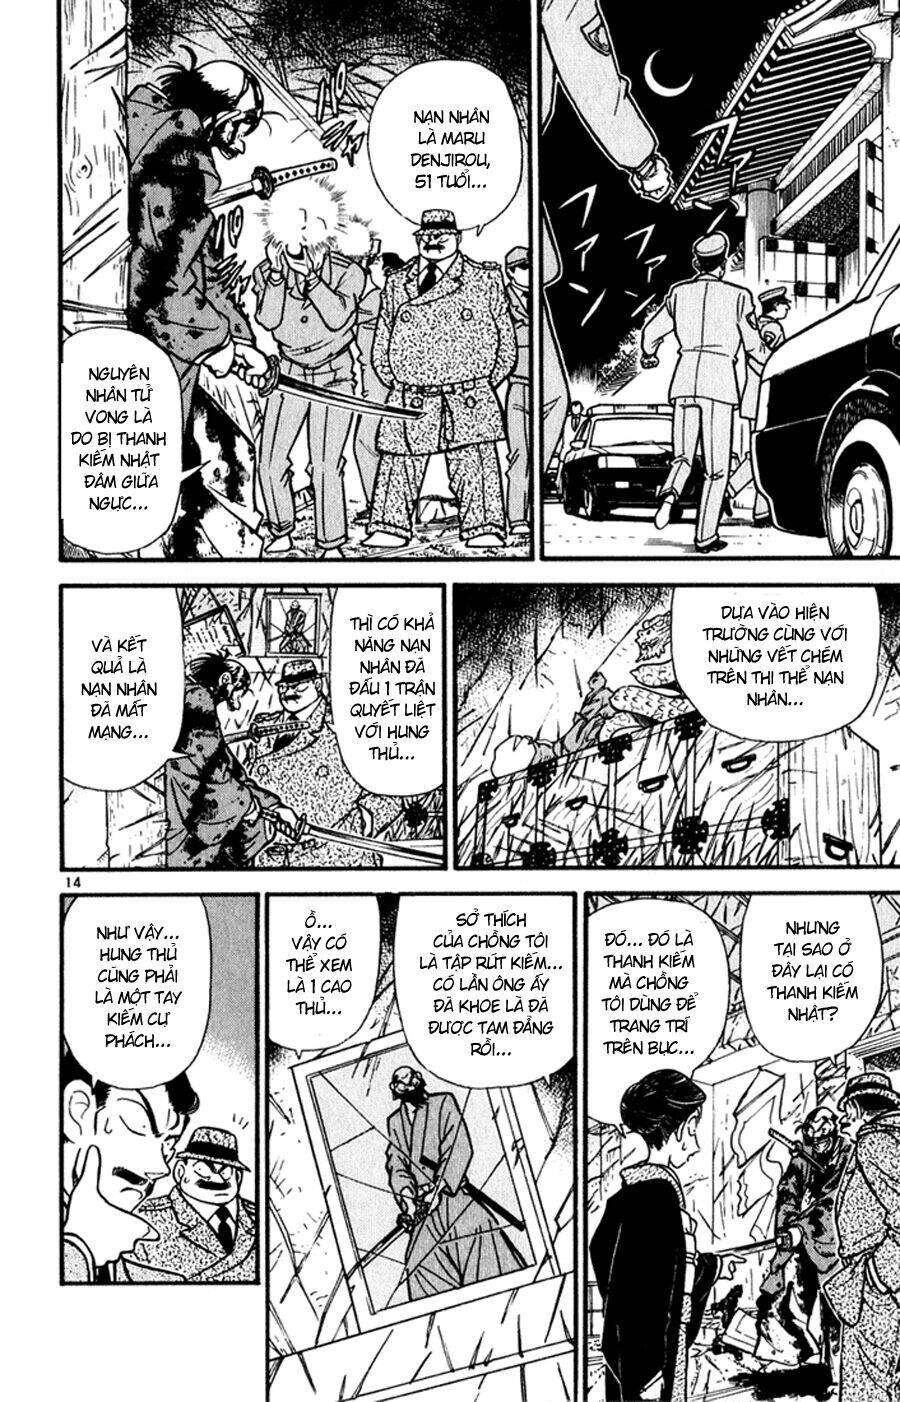 NẠN NHÂN
LÀ MARU
DENJIROU,
51 TUỔI...
NGUYÊN
NHÂN TỬ
VONG LÀ
DO BỊ THANH
KIẾM NHẬT
ĐÂM GIỮA
NGỰC...
DỰA VÀO HIỆN
TRƯỜNG CÙNG VỚI
NHỮNG VẾT CHÉM
TRÊN THI THỂ NẠN
NHÂN...
THÌ CÓ KHẢ
NĂNG NẠN
NHÂN ĐÃ
ĐẤU 1 TRẬN
QUYẾT LIỆT
VỚI HUNG
THỦ...
VÀ KẾT
QUẢ LÀ
NẠN NHÂN
ĐÃ MẤT
MẠNG...
14
NHƯNG
TẠI SAO Ở
ĐÂY LẠI CÓ
THANH KIẾM
NHẬT?
ĐÓ... ĐÓ LÀ
THANH KIẾM
MÀ CHỒNG
TÔI DÙNG ĐỂ
TRANG TRÍ
TRÊN BỤC...
SỞ THÍCH
CỦA CHỒNG TÔI
LÀ TẬP RÚT KIẾM...
CÓ LẦN ÔNG ẤY
ĐÃ KHOE LÀ ĐÃ
ĐƯỢC TAM ĐẲNG
RỒI...
Ồ...
VẬY CÓ
THỂ XEM
LÀ 1 CAO
THỦ...
NHƯ VẬY...
HUNG THỦ
CŨNG PHẢI
LÀ MỘT TAY
KIẾM CỰ
PHÁCH...